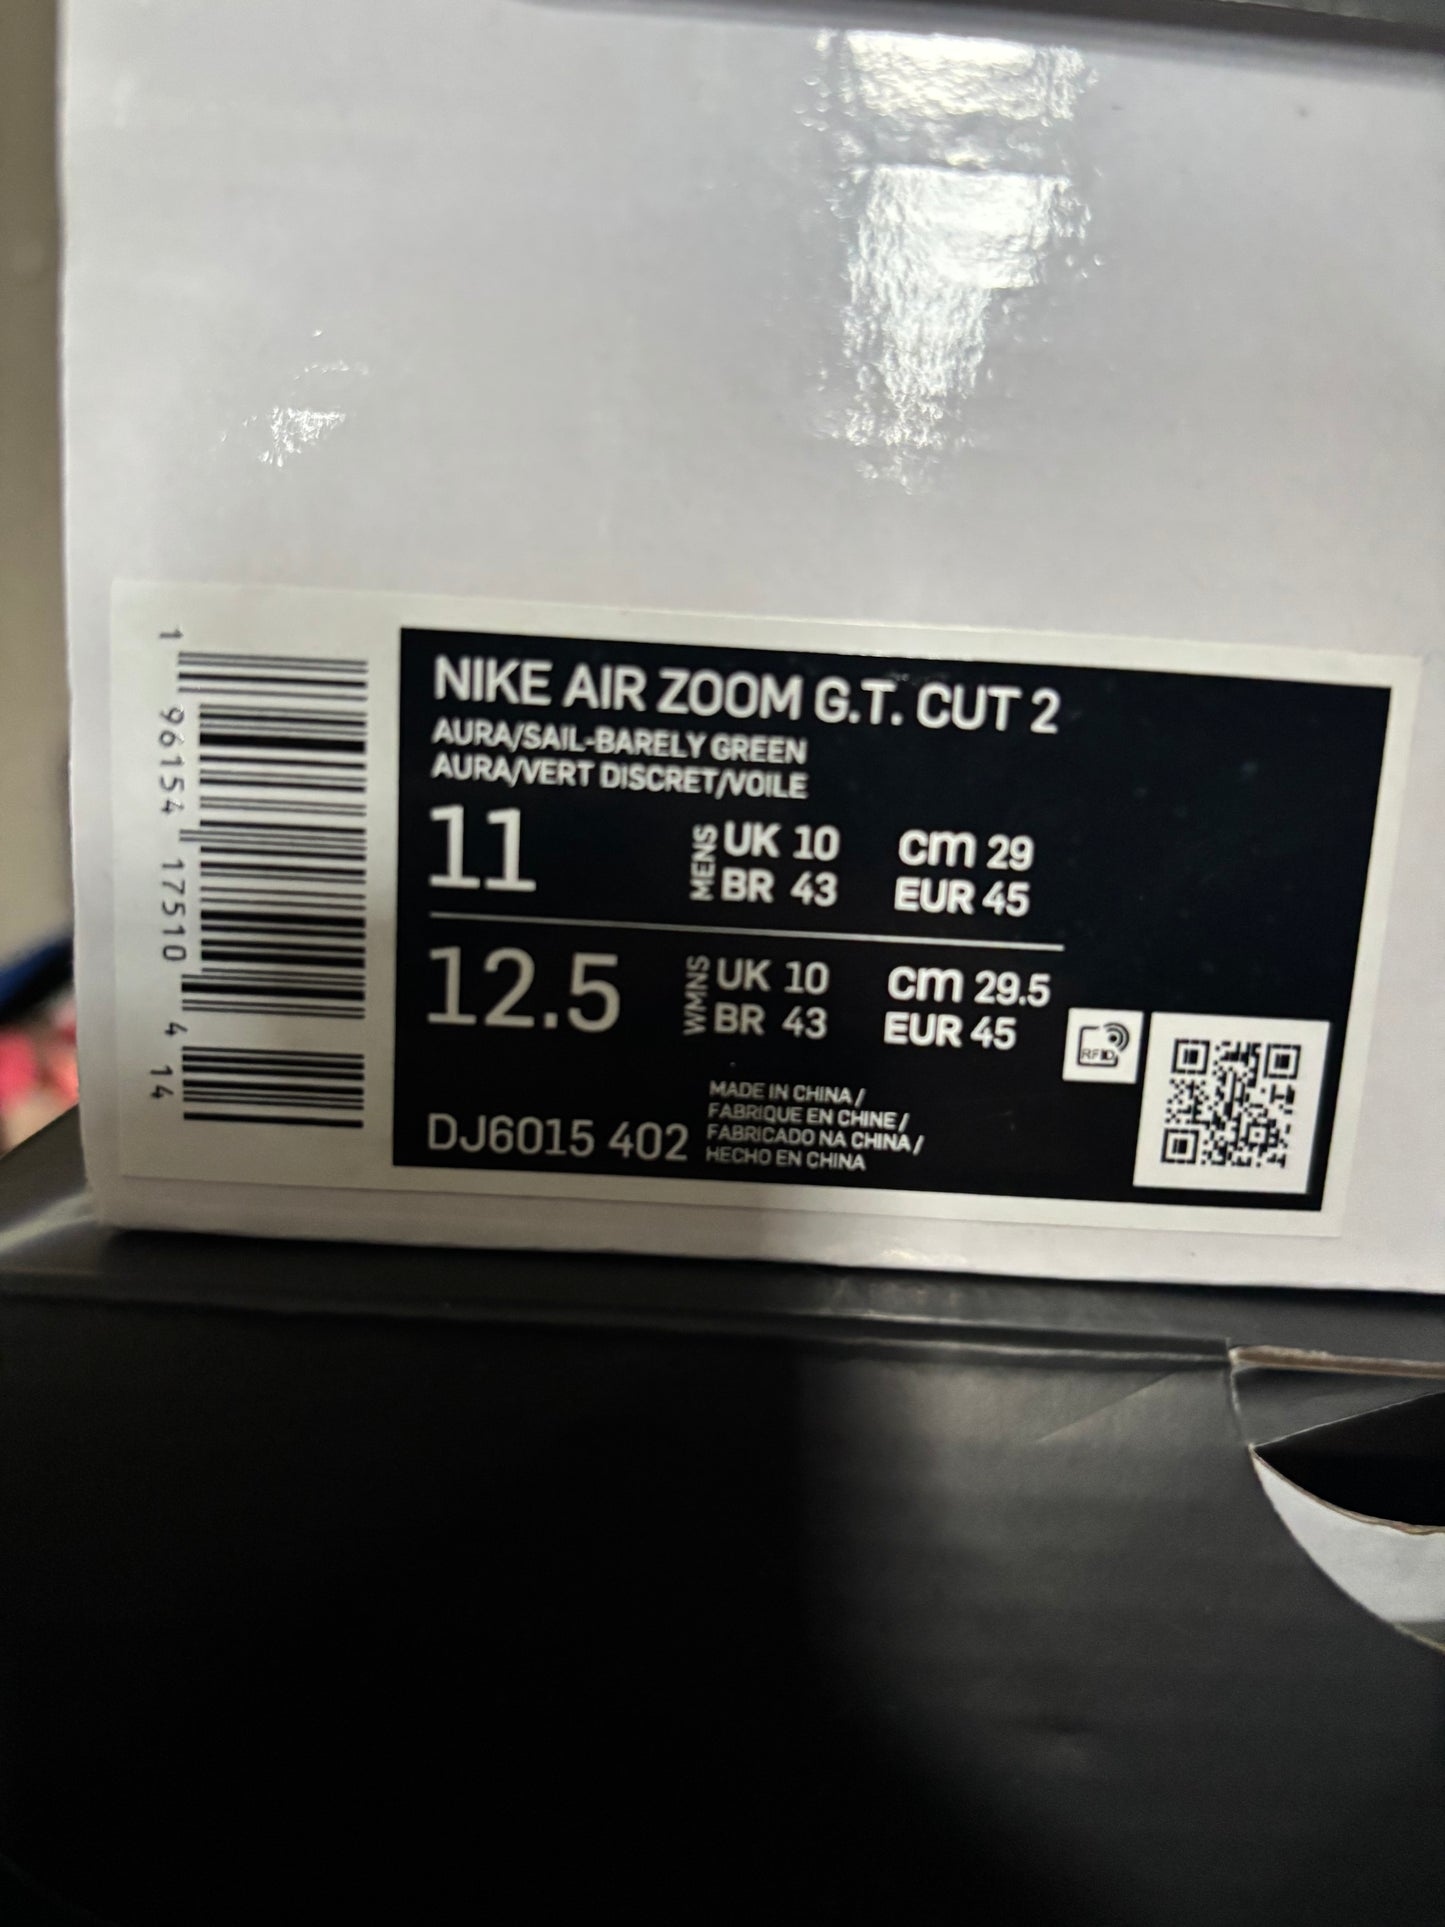 NIKE AIR ZOOM G.T. CUT 2
AURA/SAIL-BARELY GREEN
AURA/VERT DISCRET/VOILE
11
MENS
UK 10
BR 43
cm 29
EUR 45
12.5
WMNS
UK 10
BR 43
cm 29.5
EUR 45
DJ6015 402
MADE IN CHINA /
FABRIQUE EN CHINE /
FABRICADO NA CHINA /
HECHO EN CHINA
RFID
1 96154 17510 4 14